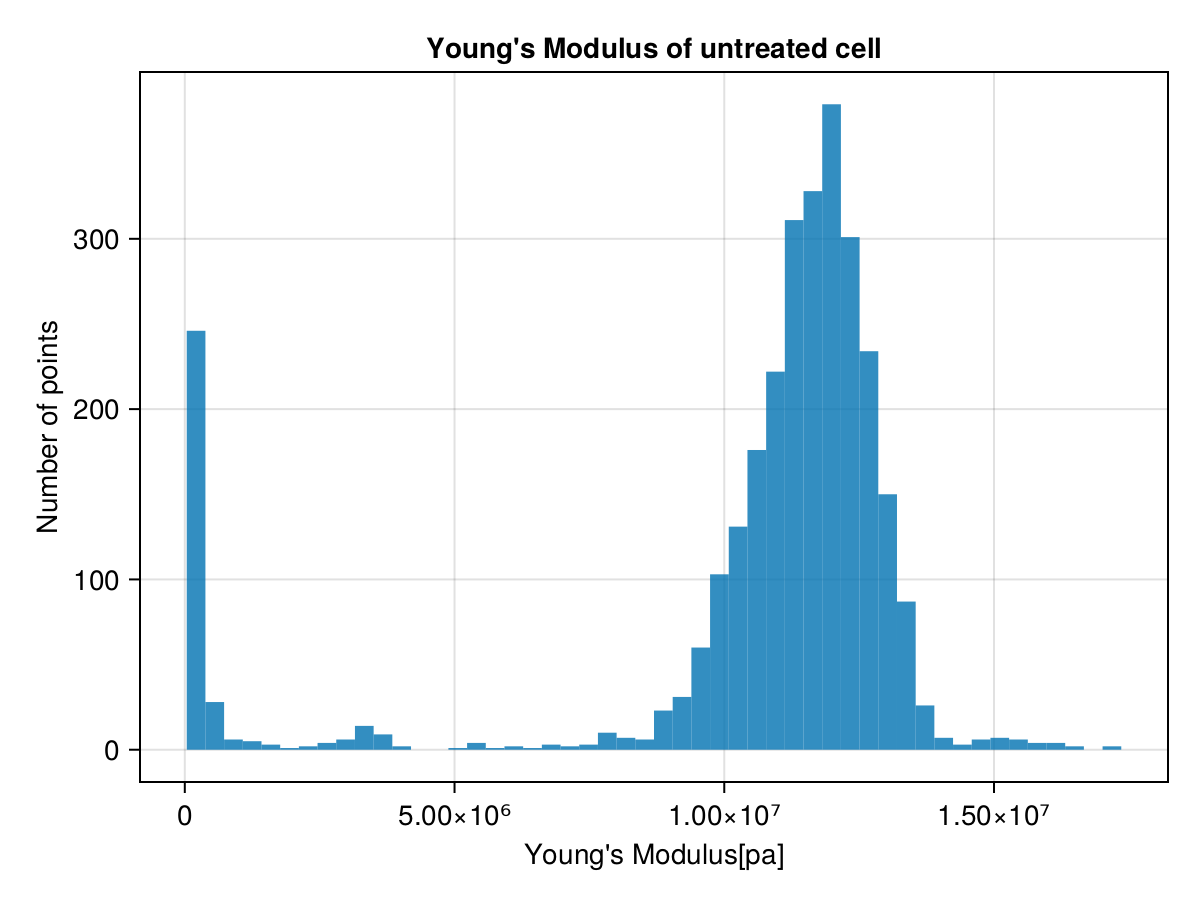 Young's Modulus of untreated cell
Number of points
300
200
100
0
0 5.00×10⁶ 1.00×10⁷ 1.50×10⁷
Young's Modulus[pa]